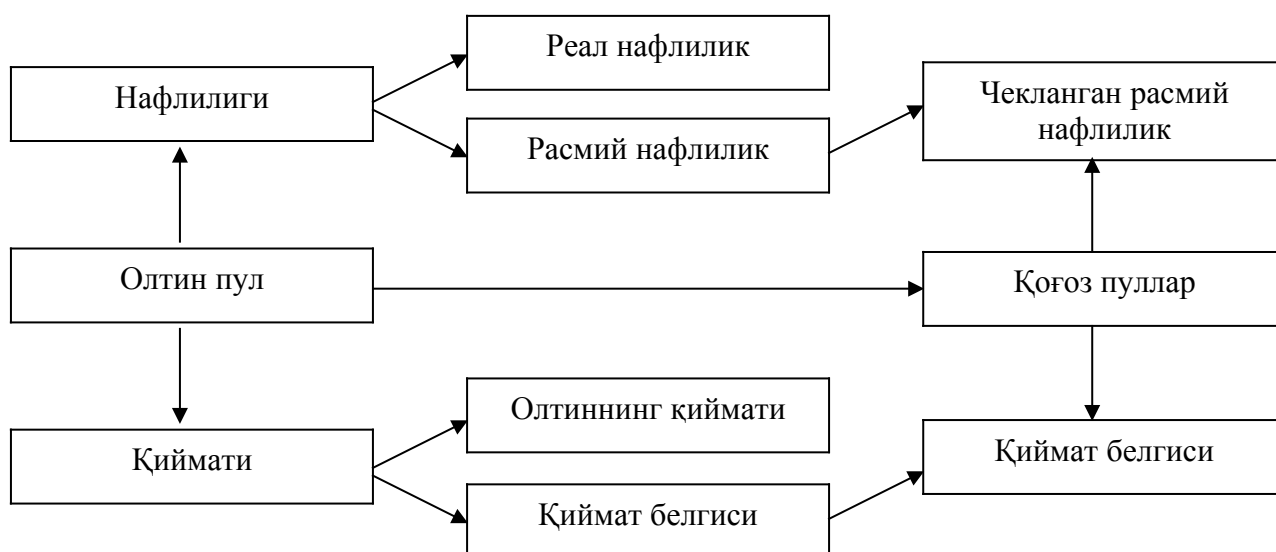 Реал нафлилик
Нафлилиги
Чекланган расмий
нафлилик
Расмий нафлилик
Олтин пул
Қоғоз пуллар
Олтиннинг қиймати
Қиймати
Қиймат белгиси
Қиймат белгиси